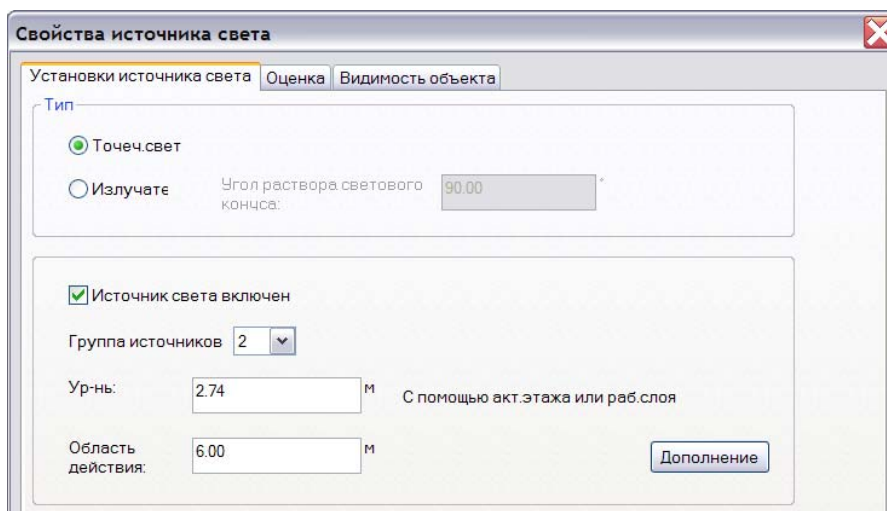 Свойства источника света
Установки источника света Оценка Видимость объекта
Тип
Точеч.свет
Излучате Угол раствора светового 90.00 °
конуса:
Источник света включен
Группа источников 2
Ур-нь: 2.74 м С помощью акт.этажа или раб.слоя
Область 6.00 м
действия: Дополнение